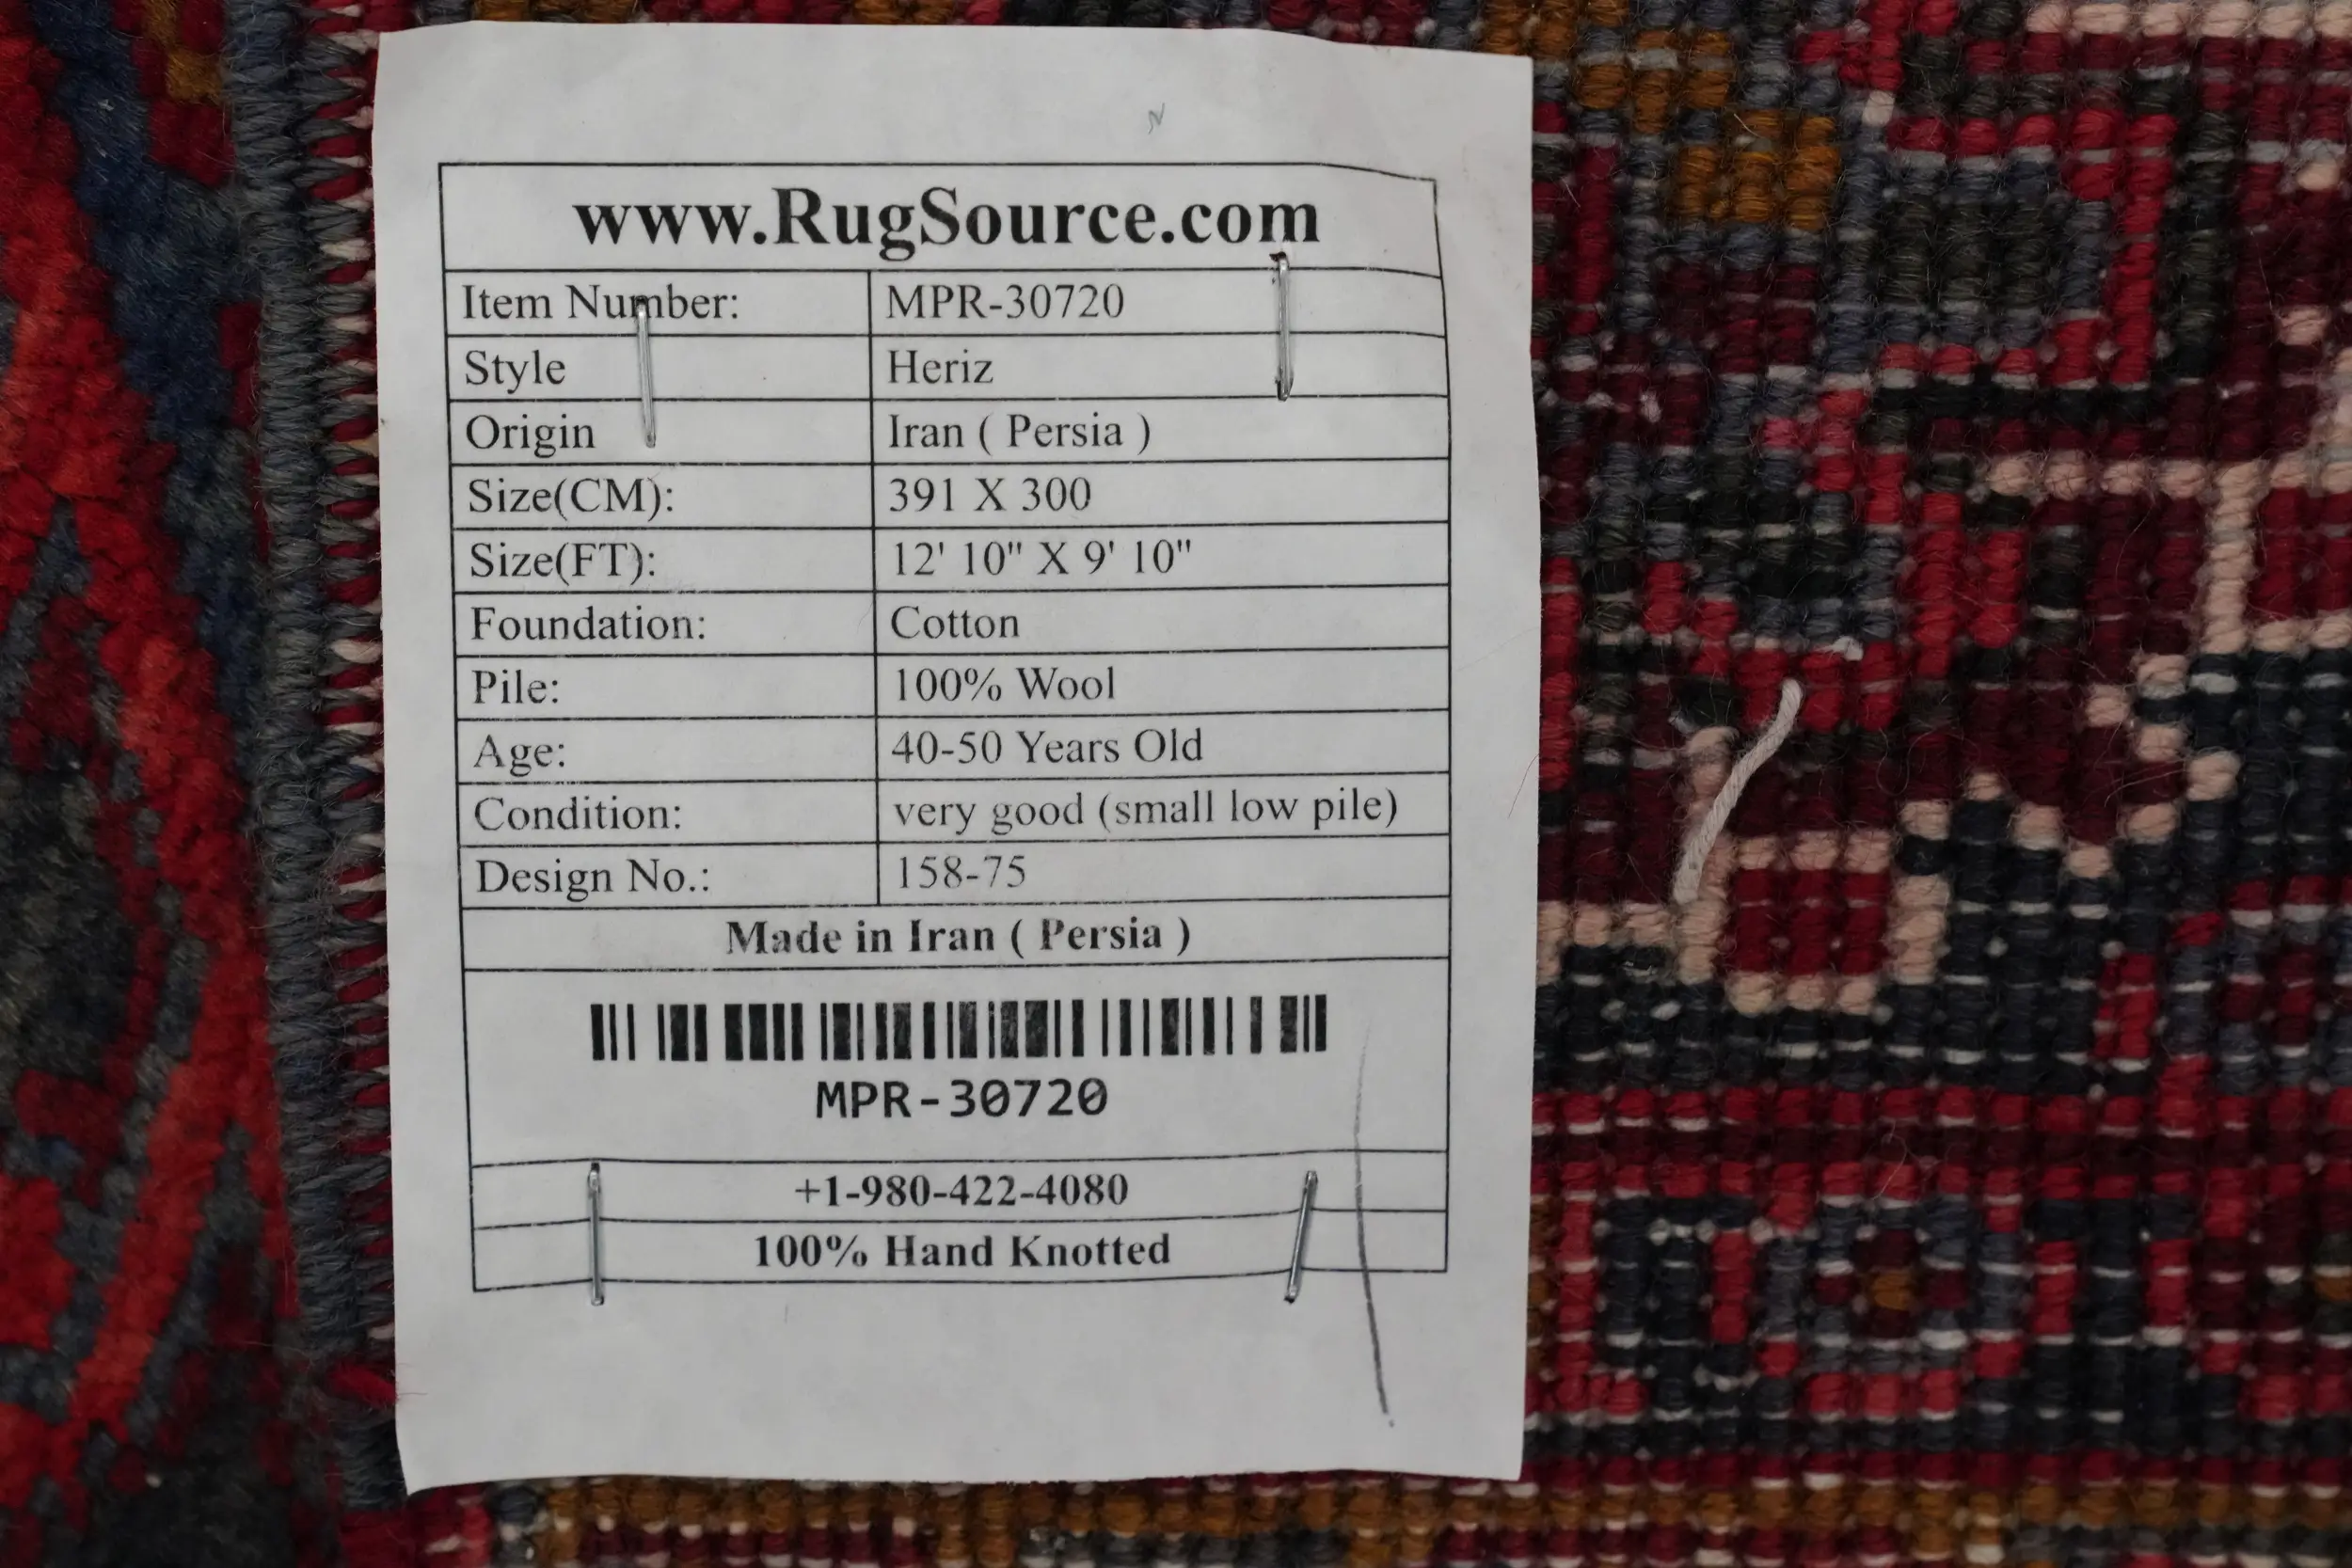 www.RugSource.com
Item Number: MPR-30720
Style Heriz
Origin Iran ( Persia )
Size(CM): 391 X 300
Size(FT): 12' 10" X 9' 10"
Foundation: Cotton
Pile: 100% Wool
Age: 40-50 Years Old
Condition: very good (small low pile)
Design No.: 158-75
Made in Iran ( Persia )
MPR-30720
+1-980-422-4080
100% Hand Knotted